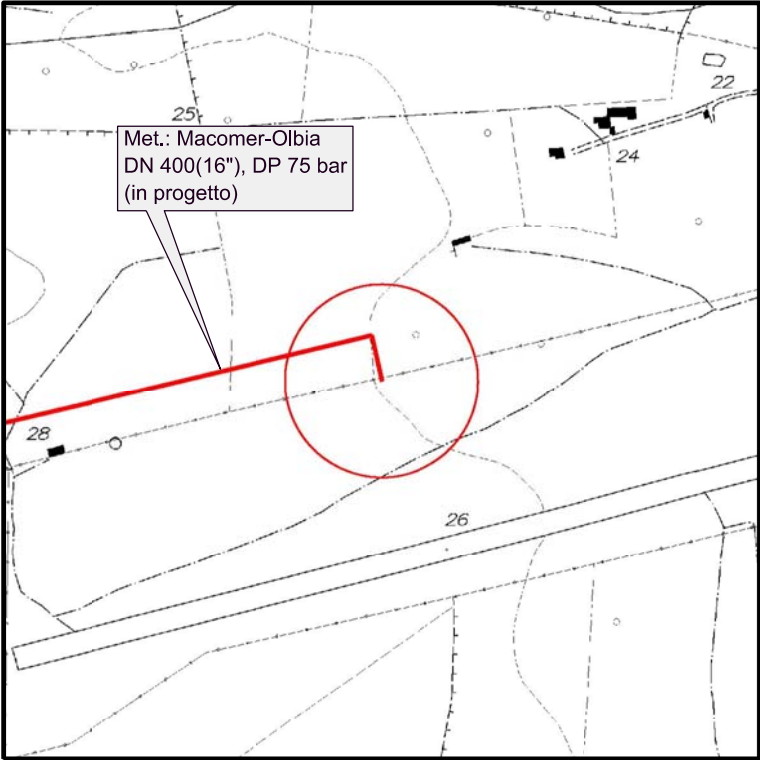 22
25
Met.: Macomer-Olbia
DN 400(16"), DP 75 bar
(in progetto)
24
28
26